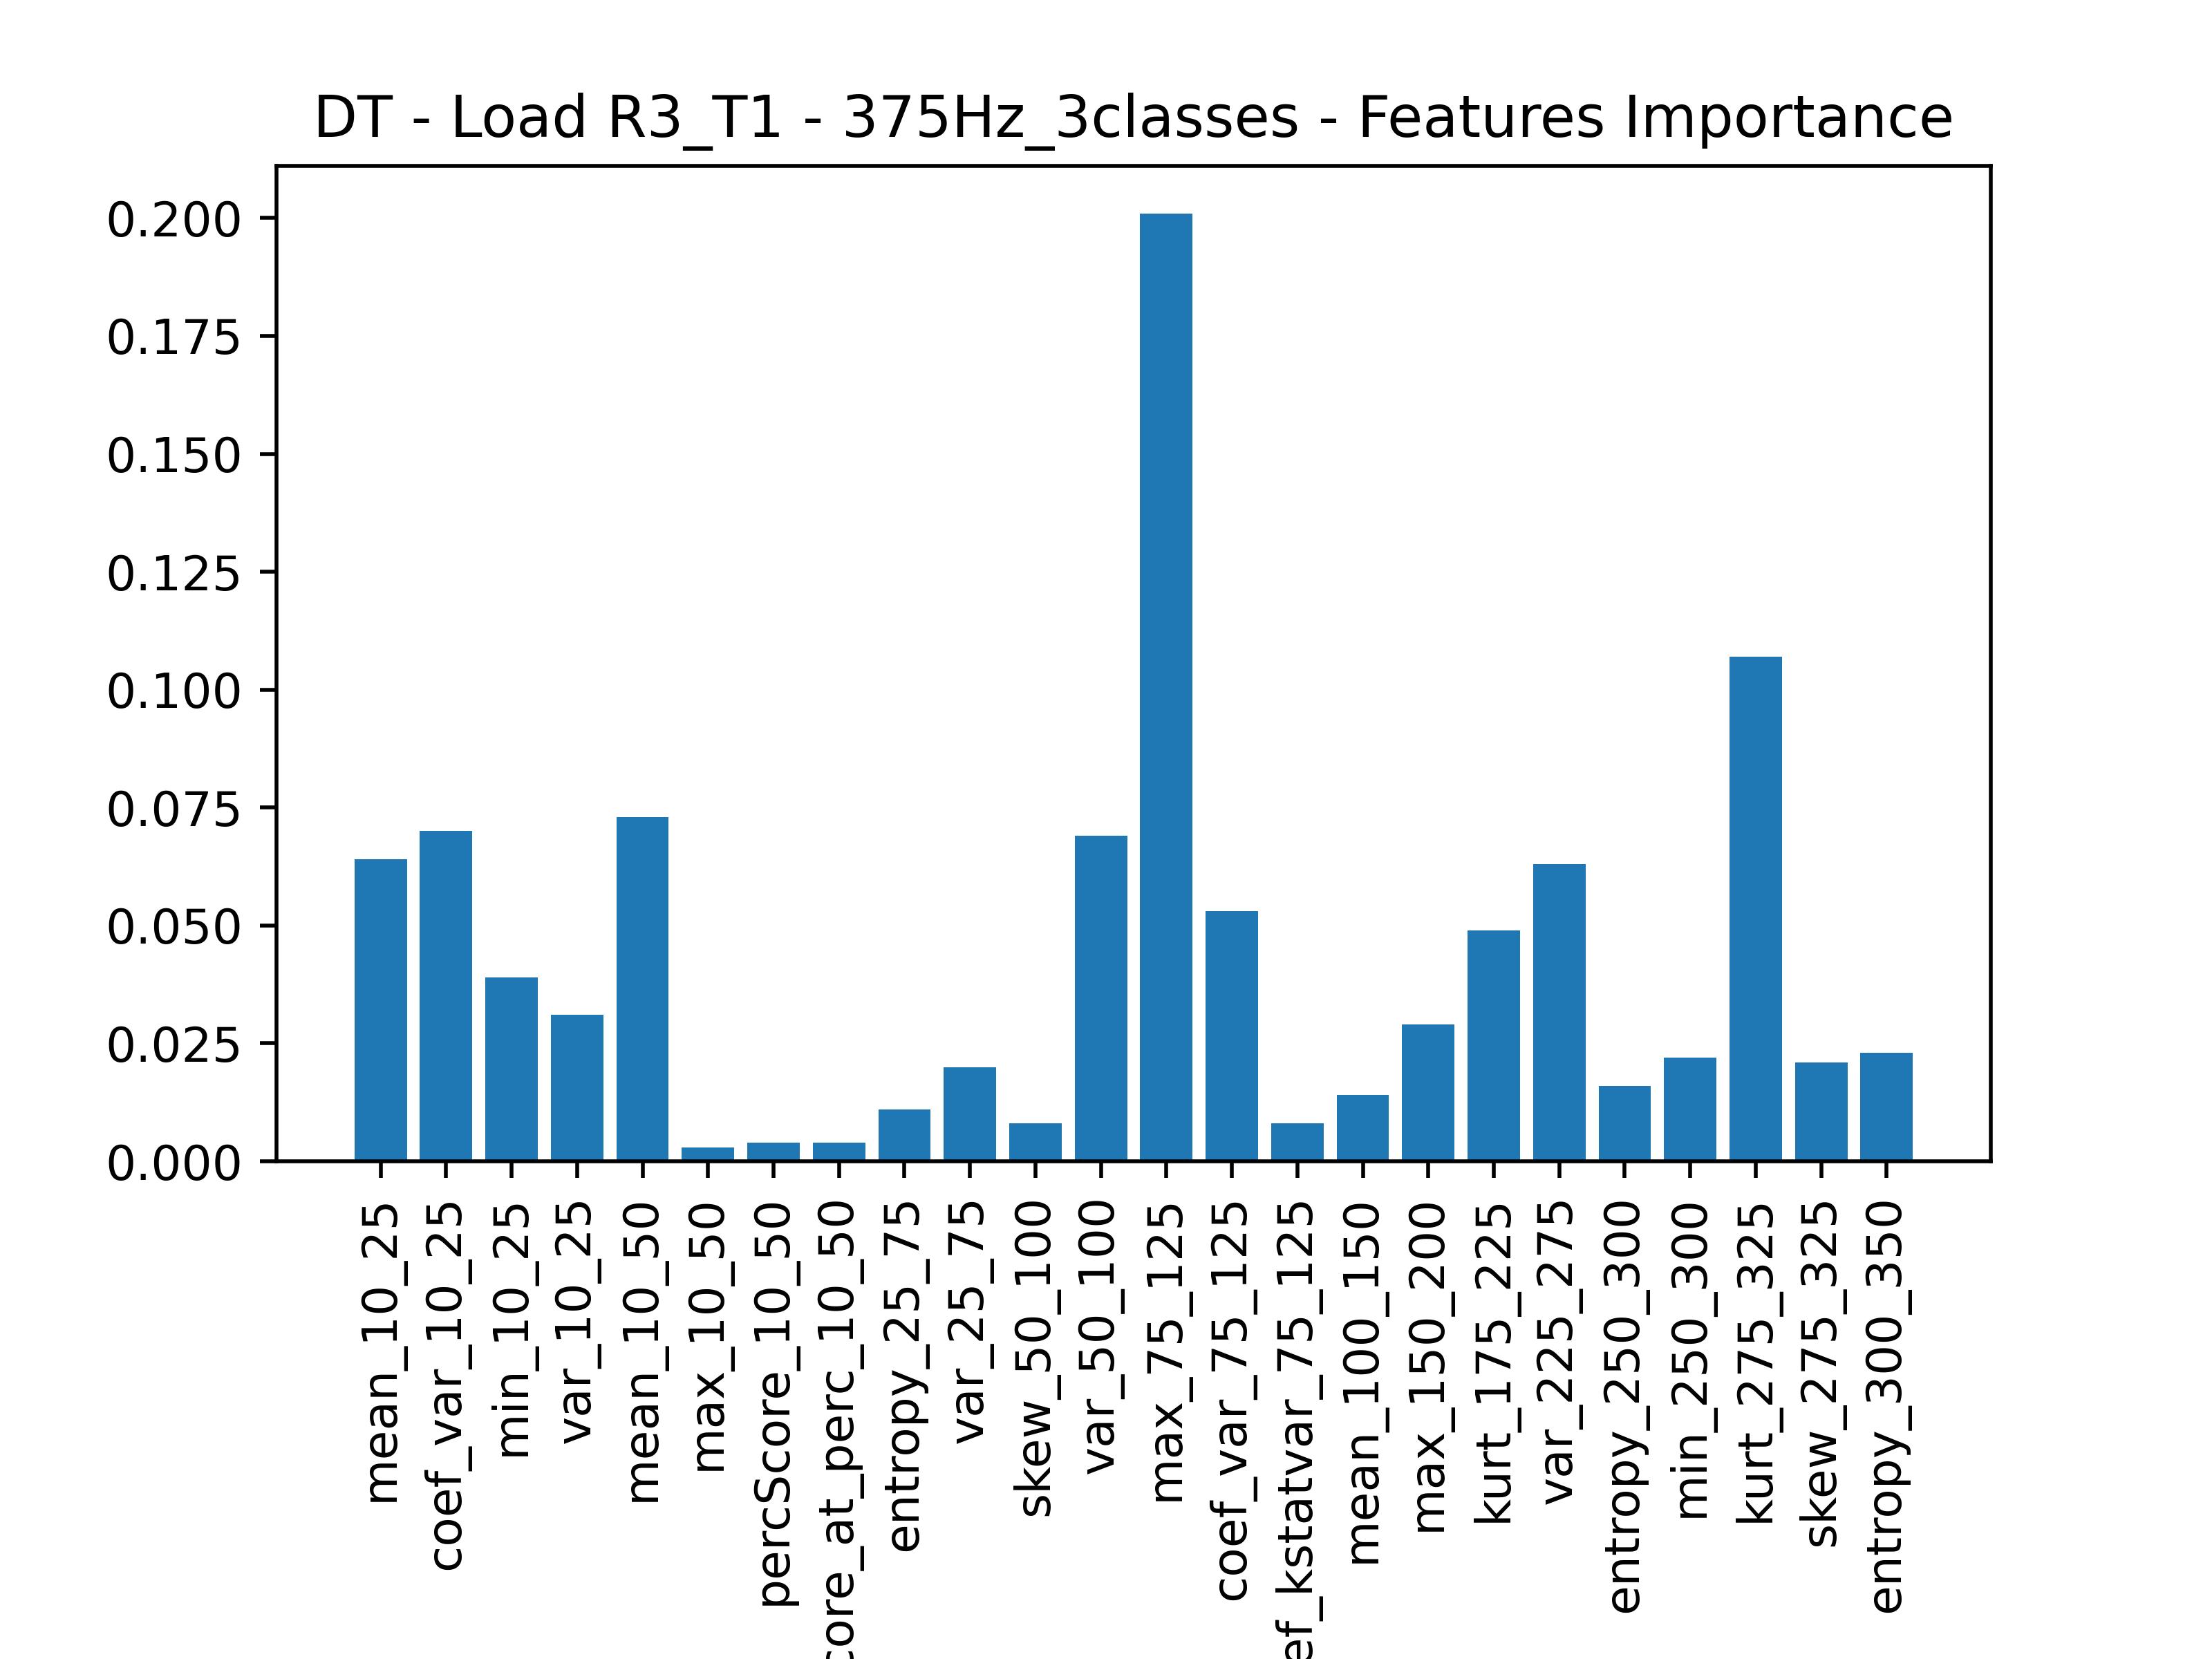 DT - Load R3_T1 - 375Hz_3classes - Features Importance
0.200
0.175
0.150
0.125
0.100
0.075
0.050
0.025
0.000
mean_10_25
coef_var_10_25
min_10_25
var_10_25
mean_10_50
max_10_50
percScore_10_50
core_at_perc_10_50
entropy_25_75
var_25_75
skew_50_100
var_50_100
max_75_125
coef_var_75_125
ef_kstatvar_75_125
mean_100_150
max_150_200
kurt_175_225
var_225_275
entropy_250_300
min_250_300
kurt_275_325
skew_275_325
entropy_300_350